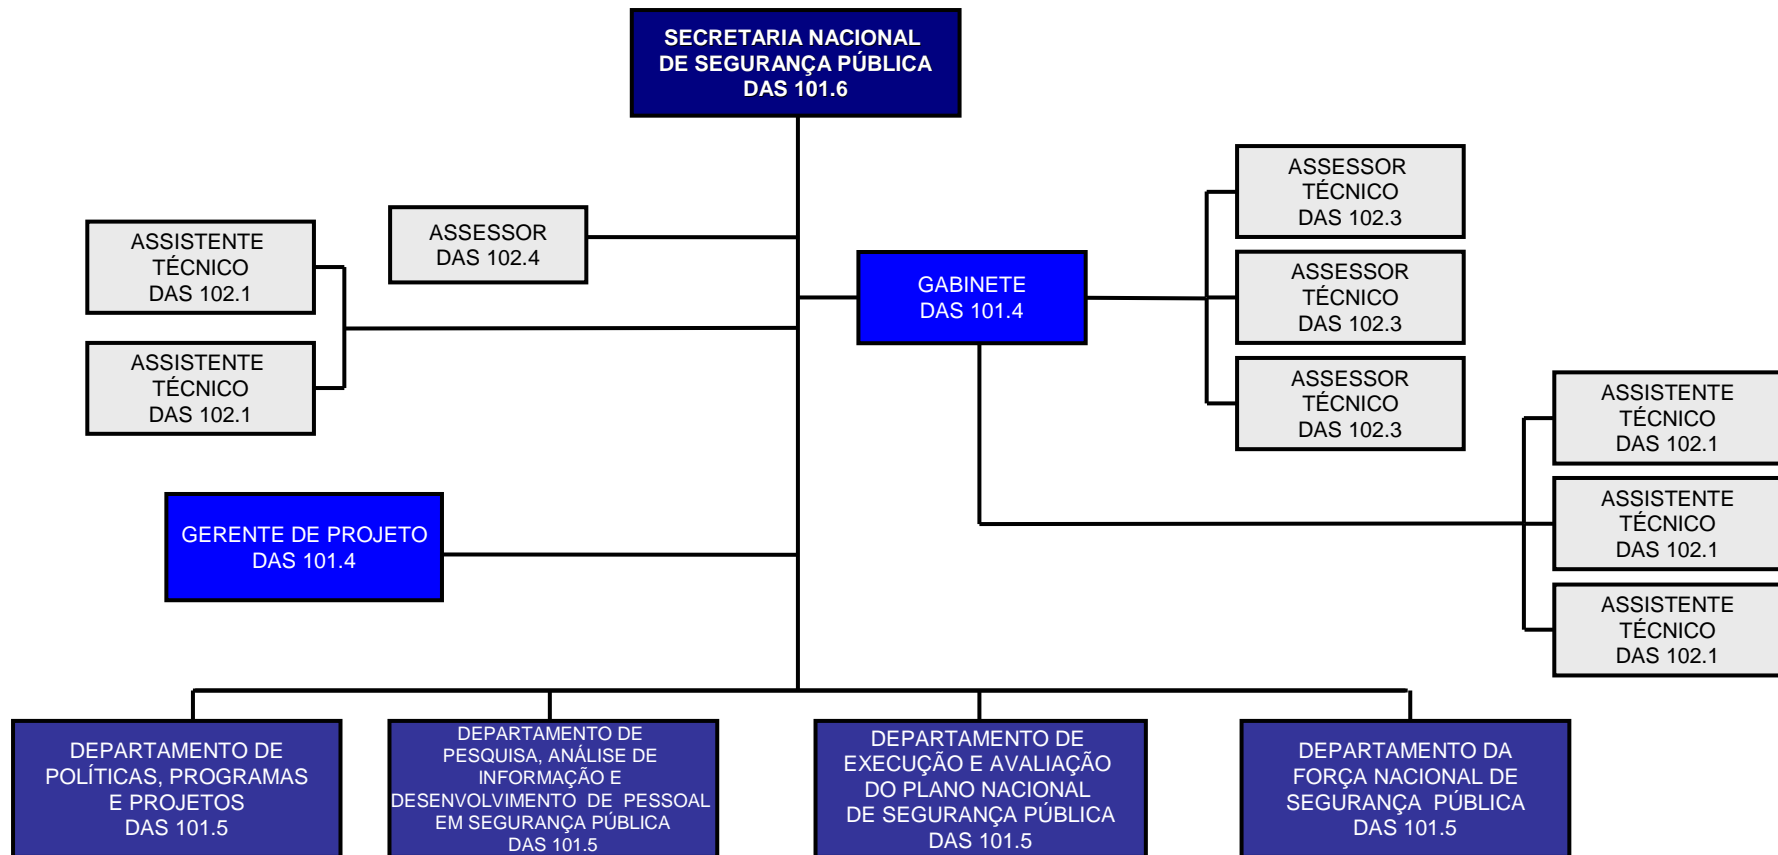 SECRETARIA NACIONAL
DE SEGURANÇA PÚBLICA
DAS 101.6
ASSESSOR
TÉCNICO
DAS 102.3
ASSISTENTE
TÉCNICO
DAS 102.1
ASSESSOR
DAS 102.4
GABINETE
DAS 101.4
ASSESSOR
TÉCNICO
DAS 102.3
ASSISTENTE
TÉCNICO
DAS 102.1
ASSESSOR
TÉCNICO
DAS 102.3
ASSISTENTE
TÉCNICO
DAS 102.1
GERENTE DE PROJETO
DAS 101.4
ASSISTENTE
TÉCNICO
DAS 102.1
ASSISTENTE
TÉCNICO
DAS 102.1
DEPARTAMENTO DE
POLÍTICAS, PROGRAMAS
E PROJETOS
DAS 101.5
DEPARTAMENTO DE
PESQUISA, ANÁLISE DE
INFORMAÇÃO E
DESENVOLVIMENTO DE PESSOAL
EM SEGURANÇA PÚBLICA
DAS 101.5
DEPARTAMENTO DE
EXECUÇÃO E AVALIAÇÃO
DO PLANO NACIONAL
DE SEGURANÇA PÚBLICA
DAS 101.5
DEPARTAMENTO DA
FORÇA NACIONAL DE
SEGURANÇA PÚBLICA
DAS 101.5